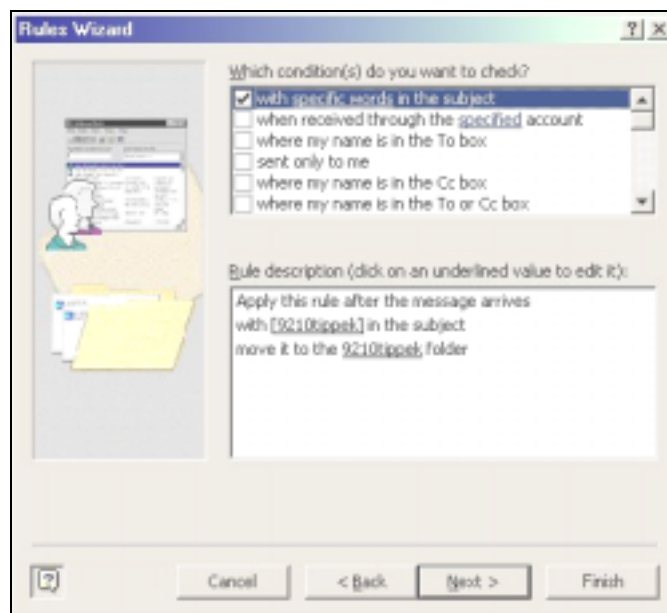 Rules Wizard
Which condition(s) do you want to check?
with specific words in the subject
when received through the specified account
where my name is in the To box
sent only to me
where my name is in the Cc box
where my name is in the To or Cc box
Rule description (click on an underlined value to edit it):
Apply this rule after the message arrives
with [9210tippek] in the subject
move it to the 9210tippek folder
Cancel
< Back
Next >
Finish